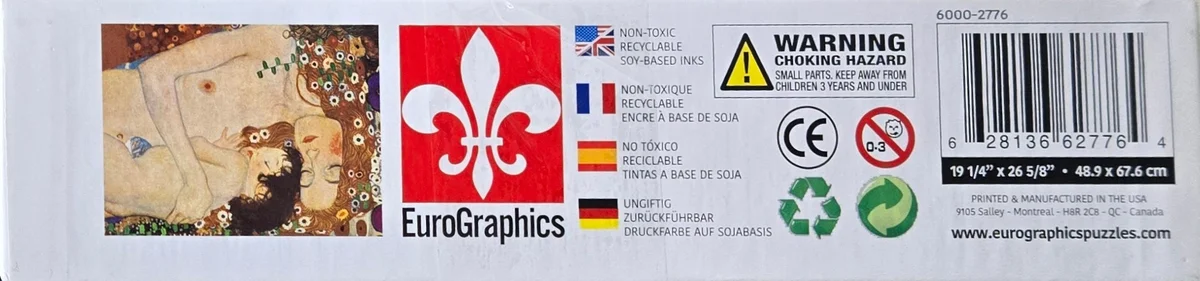 EuroGraphics
NON-TOXIC
RECYCLABLE
SOY-BASED INKS
NON-TOXIQUE
RECYCLABLE
ENCRE À BASE DE SOJA
NO TÓXICO
RECICLABLE
TINTAS A BASE DE SOJA
UNGIFTIG
ZURÜCKFÜHRBAR
DRUCKFARBE AUF SOJABASIS
WARNING
CHOKING HAZARD
SMALL PARTS. KEEP AWAY FROM
CHILDREN 3 YEARS AND UNDER
CE
0-3
6000-2776
6 28136 62776 4
19 1/4” x 26 5/8” • 48.9 x 67.6 cm
PRINTED & MANUFACTURED IN THE USA
9105 Salley - Montreal - H8R 2C8 - QC - Canada
www.eurographicspuzzles.com